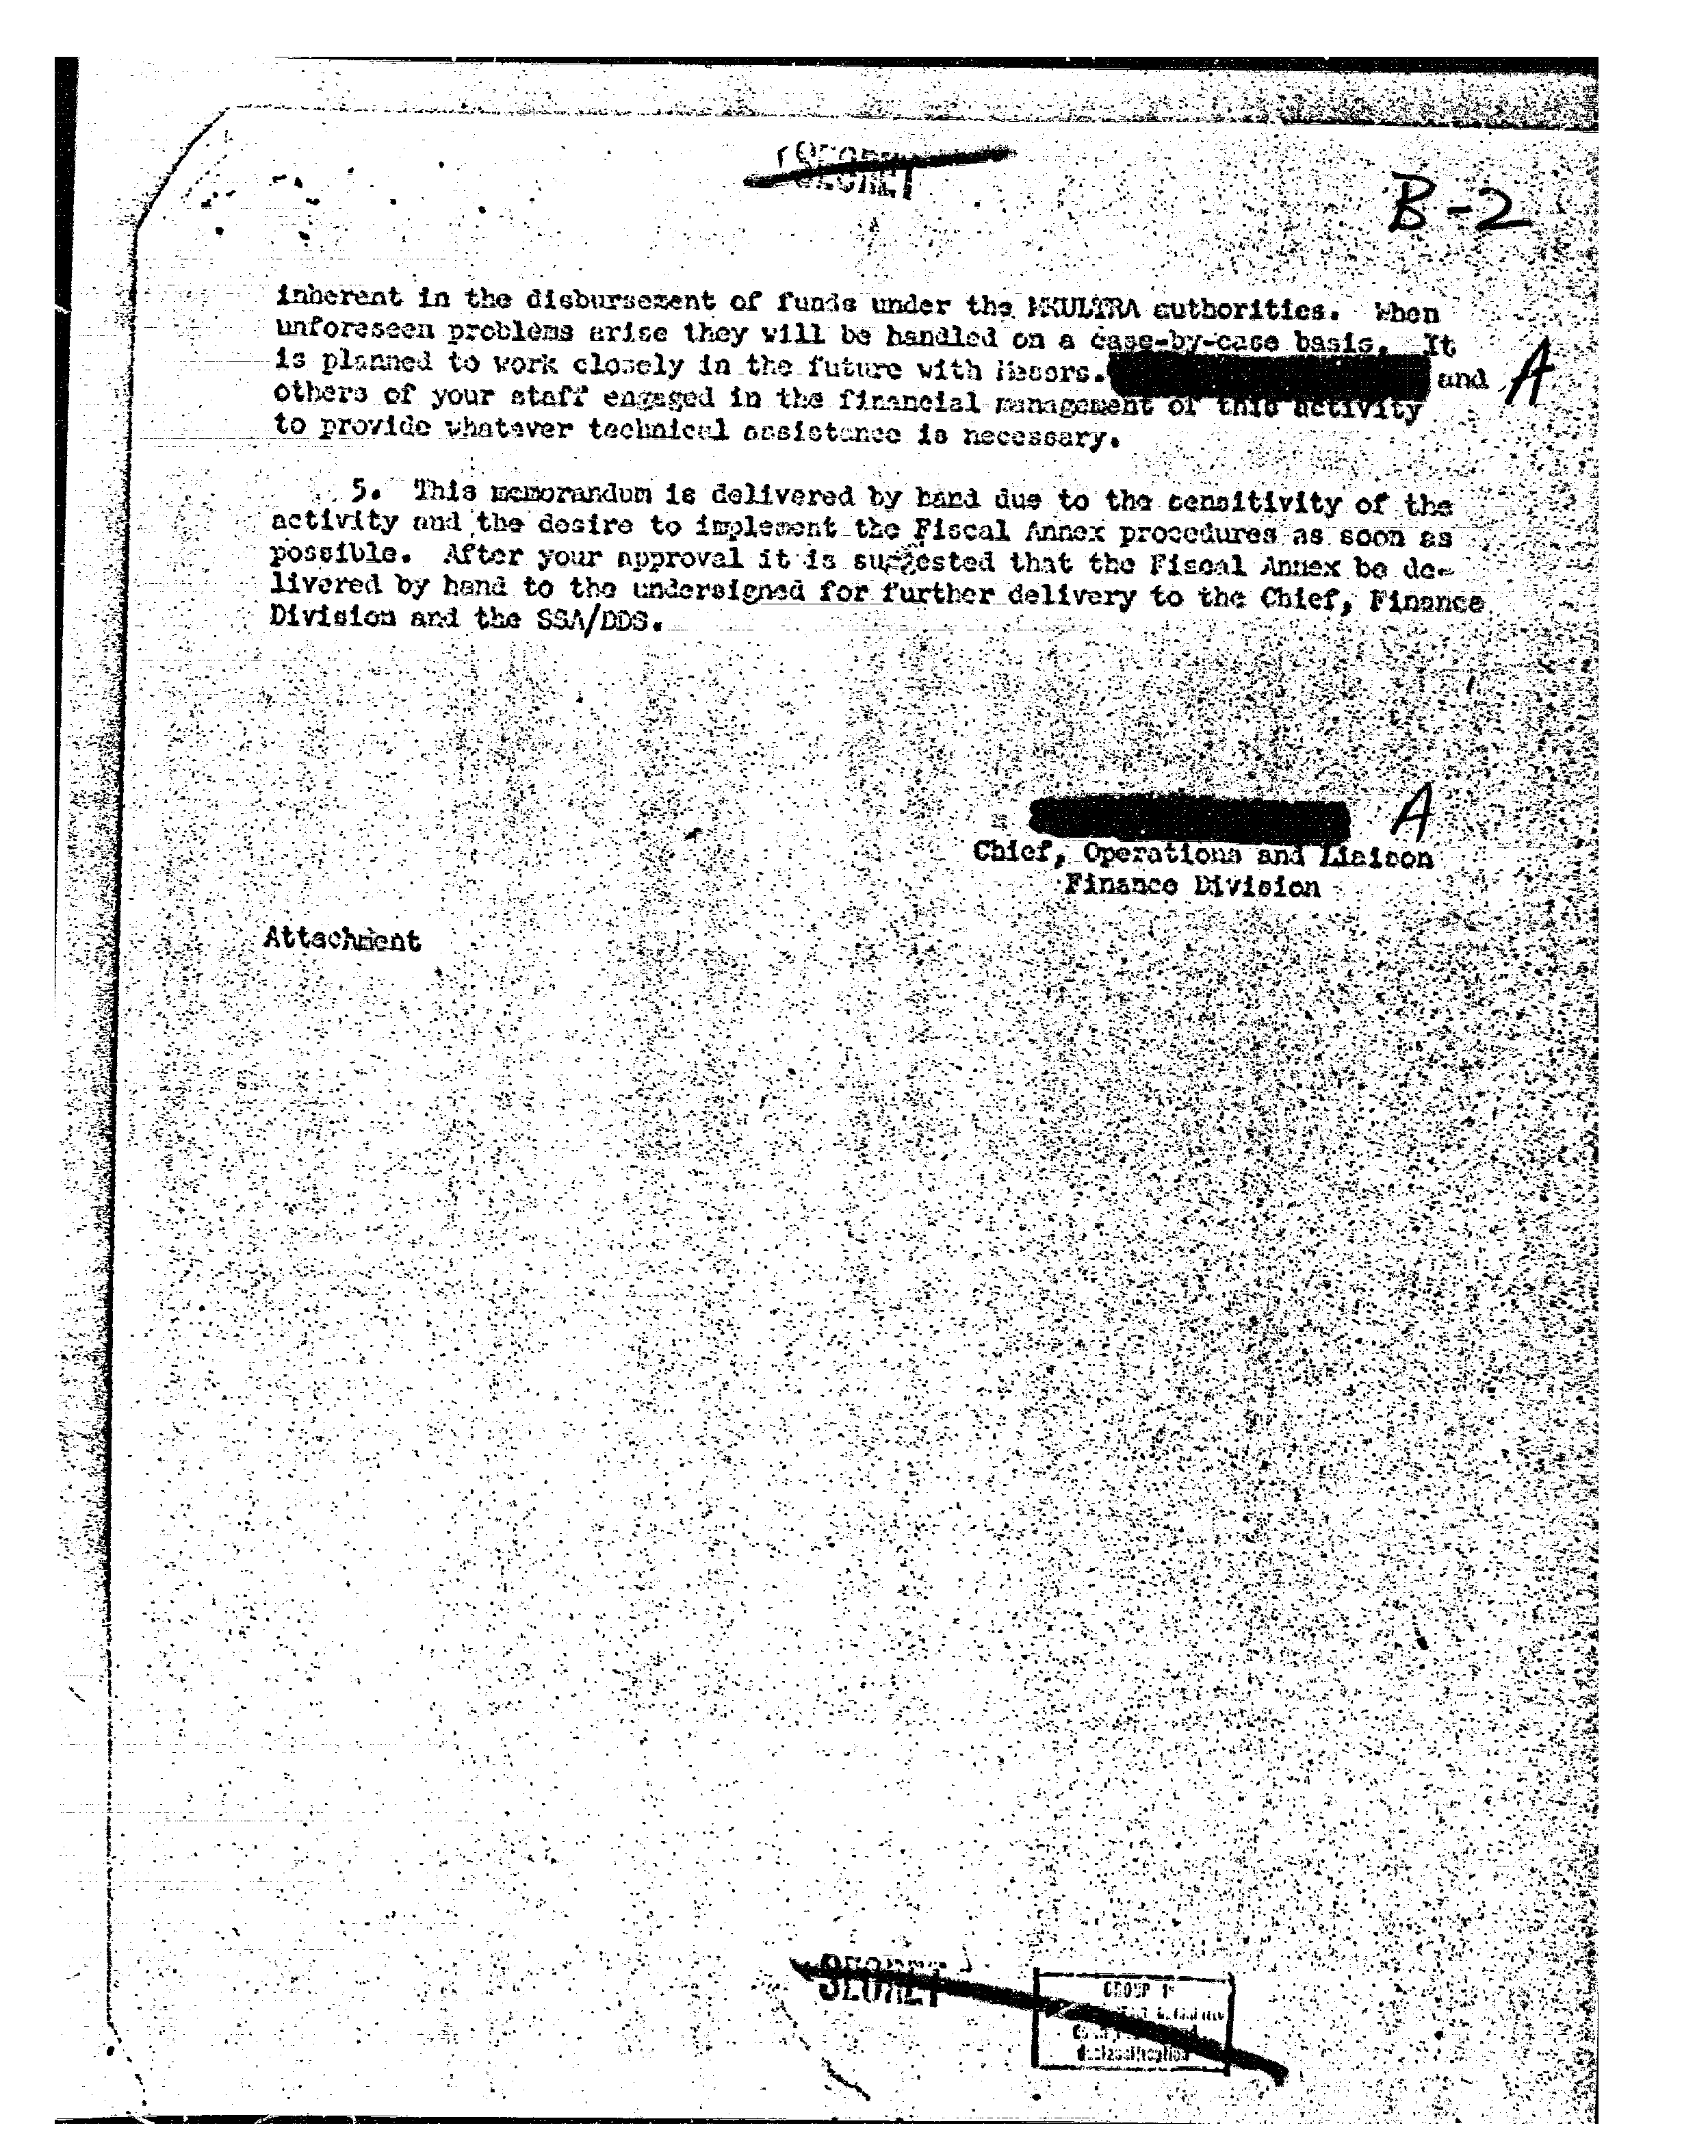 SECRET
B-2
inherent in the disbursement of funds under the MKULTRA authorities. When
unforeseen problems arise they will be handled on a case-by-case basis. It
is planned to work closely in the future with Messrs. and A
others of your staff engaged in the financial management of this activity
to provide whatever technical assistance is necessary.
5. This memorandum is delivered by hand due to the sensitivity of the
activity and the desire to implement the Fiscal Annex procedures as soon as
possible. After your approval it is suggested that the Fiscal Annex be de-
livered by hand to the undersigned for further delivery to the Chief, Finance
Division and the SSA/DDS.
A
Chief, Operations and Liaison
Finance Division
Attachment
SECRET
GROUP 1
declassification